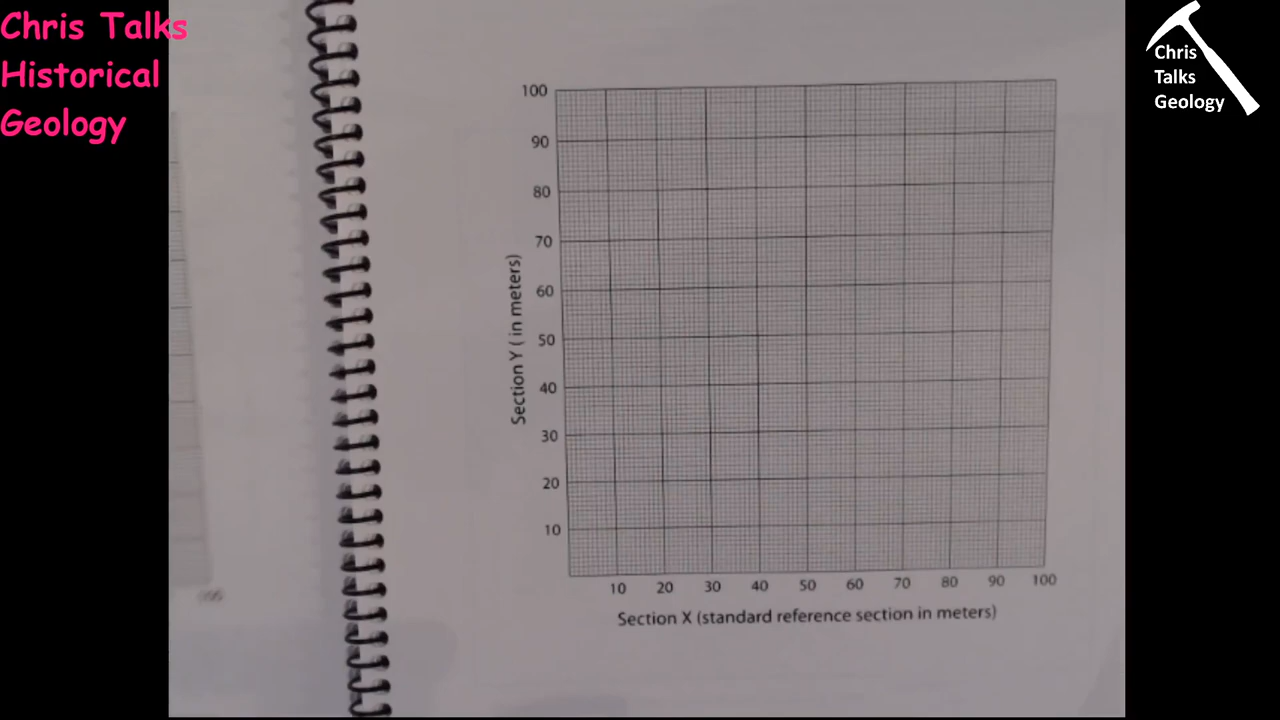 Chris Talks
Historical
Geology
Chris
Talks
Geology
100
90
80
70
60
50
40
30
20
10
Section Y ( in meters)
10 20 30 40 50 60 70 80 90 100
Section X (standard reference section in meters)